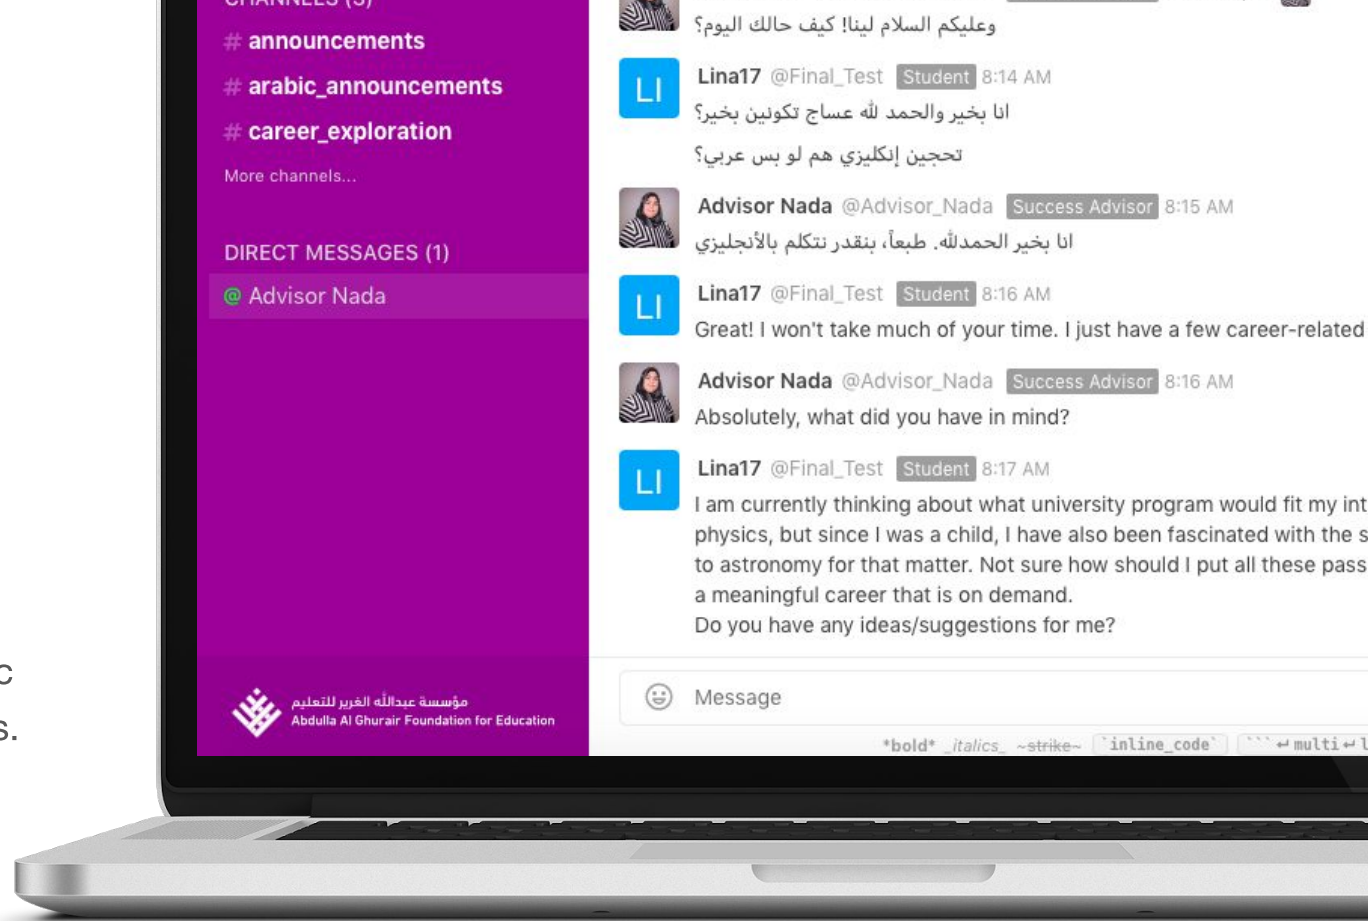 CHANNELS (3)
# announcements
# arabic_announcements
# career_exploration
More channels...
DIRECT MESSAGES (1)
@ Advisor Nada
مؤسسة عبدالله الغرير للتعليم
Abdulla Al Ghurair Foundation for Education
وعليكم السلام لينا! كيف حالك اليوم؟
LI
Lina17 @Final_Test Student 8:14 AM
انا بخير والحمد لله عساج تكونين بخير؟
تحجين إنكليزي هم لو بس عربي؟
Advisor Nada @Advisor_Nada Success Advisor 8:15 AM
انا بخير الحمدلله. طبعاً، بنقدر نتكلم بالأنجليزي
LI
Lina17 @Final_Test Student 8:16 AM
Great! I won't take much of your time. I just have a few career-related
Advisor Nada @Advisor_Nada Success Advisor 8:16 AM
Absolutely, what did you have in mind?
LI
Lina17 @Final_Test Student 8:17 AM
I am currently thinking about what university program would fit my int
physics, but since I was a child, I have also been fascinated with the s
to astronomy for that matter. Not sure how should I put all these pass
a meaningful career that is on demand.
Do you have any ideas/suggestions for me?
Message
*bold* _italics_ ~strike~ `inline_code` ```↵multi↵l
c
s.